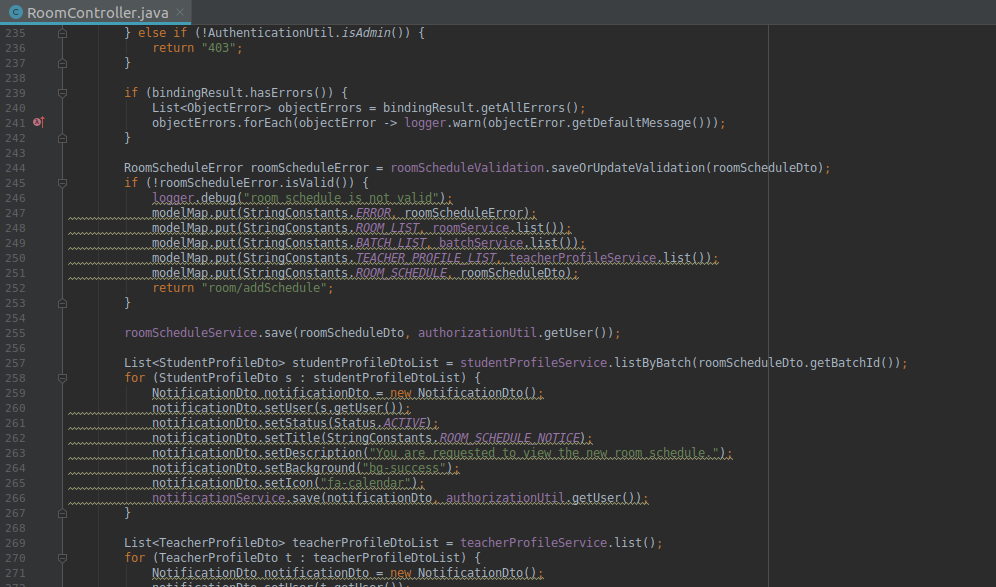 RoomController.java
235 } else if (!AuthenticationUtil.isAdmin()) {
236 return "403";
237 }
238
239 if (bindingResult.hasErrors()) {
240 List<ObjectError> objectErrors = bindingResult.getAllErrors();
241 objectErrors.forEach(objectError -> logger.warn(objectError.getDefaultMessage()));
242 }
243
244 RoomScheduleError roomScheduleError = roomScheduleValidation.saveOrUpdateValidation(roomScheduleDto);
245 if (!roomScheduleError.isValid()) {
246 logger.debug("room schedule is not valid");
247 modelMap.put(StringConstants.ERROR, roomScheduleError);
248 modelMap.put(StringConstants.ROOM_LIST, roomService.list());
249 modelMap.put(StringConstants.BATCH_LIST, batchService.list());
250 modelMap.put(StringConstants.TEACHER_PROFILE_LIST, teacherProfileService.list());
251 modelMap.put(StringConstants.ROOM_SCHEDULE, roomScheduleDto);
252 return "room/addSchedule";
253 }
254
255 roomScheduleService.save(roomScheduleDto, authorizationUtil.getUser());
256
257 List<StudentProfileDto> studentProfileDtoList = studentProfileService.listByBatch(roomScheduleDto.getBatchId());
258 for (StudentProfileDto s : studentProfileDtoList) {
259 NotificationDto notificationDto = new NotificationDto();
260 notificationDto.setUser(s.getUser());
261 notificationDto.setStatus(Status.ACTIVE);
262 notificationDto.setTitle(StringConstants.ROOM_SCHEDULE_NOTICE);
263 notificationDto.setDescription("You are requested to view the new room schedule.");
264 notificationDto.setBackground("bg-success");
265 notificationDto.setIcon("fa-calendar");
266 notificationService.save(notificationDto, authorizationUtil.getUser());
267 }
268
269 List<TeacherProfileDto> teacherProfileDtoList = teacherProfileService.list();
270 for (TeacherProfileDto t : teacherProfileDtoList) {
271 NotificationDto notificationDto = new NotificationDto();